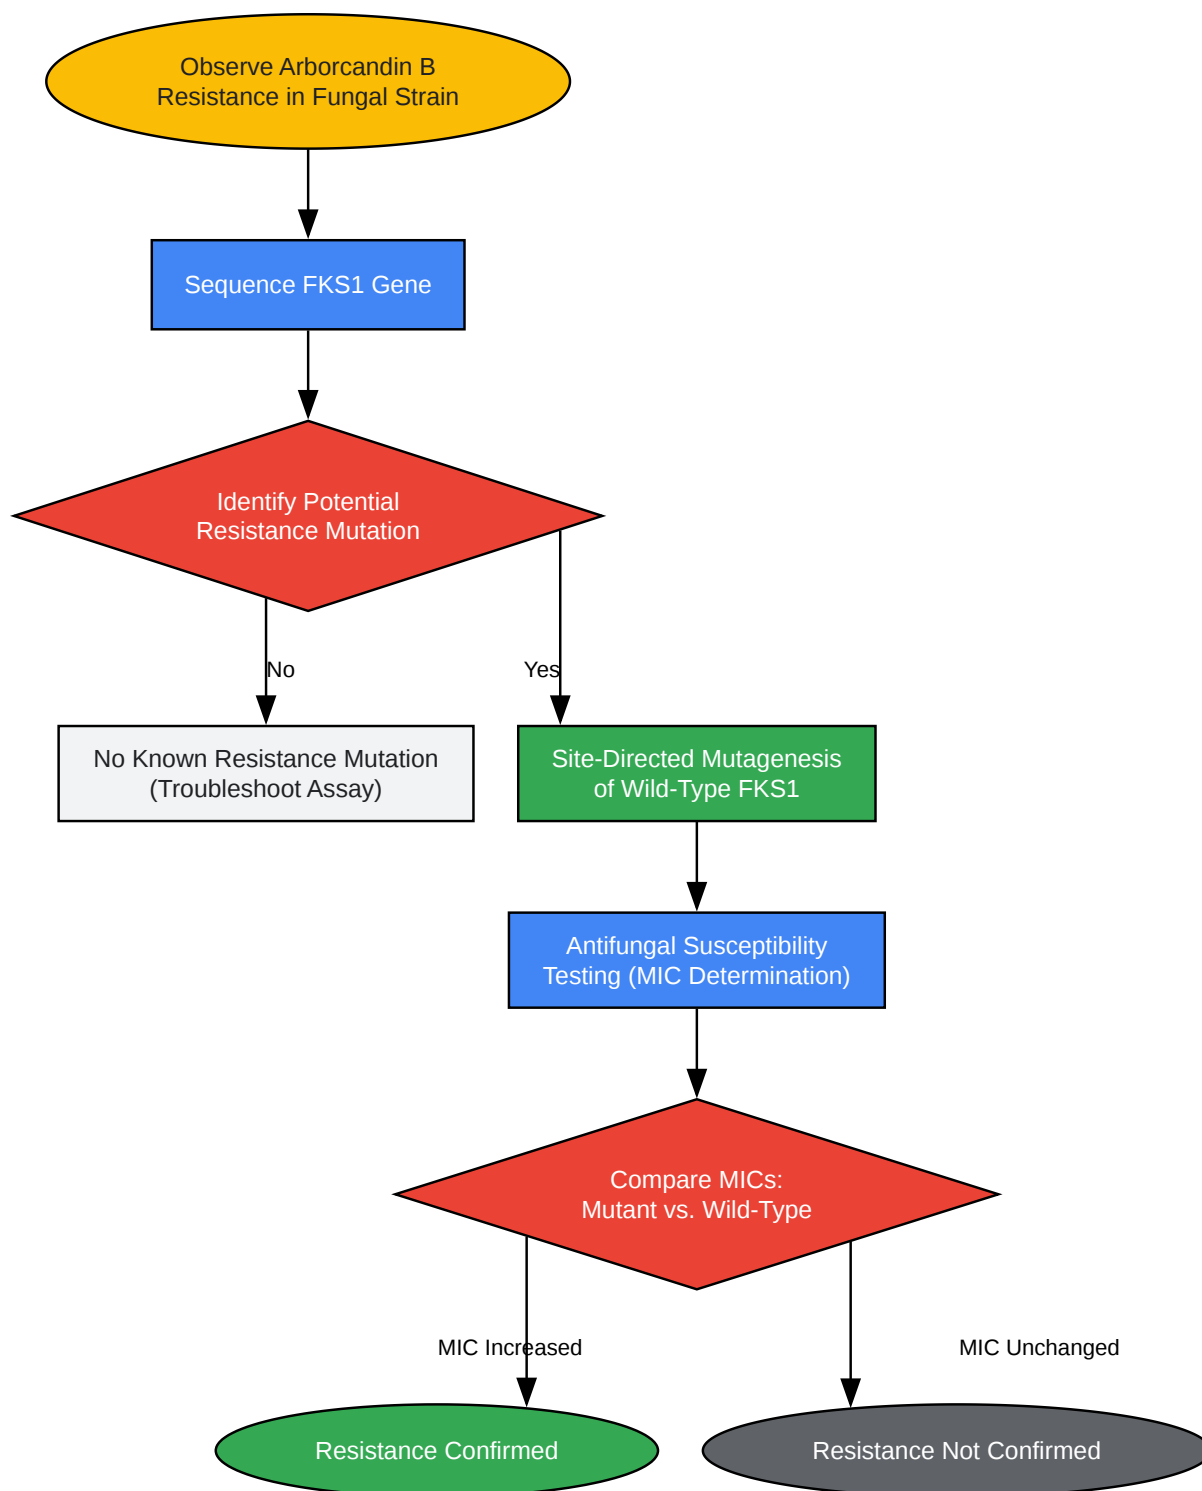 Observe Arborcandin B
Resistance in Fungal Strain
Sequence FKS1 Gene
Identify Potential
Resistance Mutation
No
Yes
No Known Resistance Mutation
(Troubleshoot Assay)
Site-Directed Mutagenesis
of Wild-Type FKS1
Antifungal Susceptibility
Testing (MIC Determination)
Compare MICs:
Mutant vs. Wild-Type
MIC Increased
MIC Unchanged
Resistance Confirmed
Resistance Not Confirmed